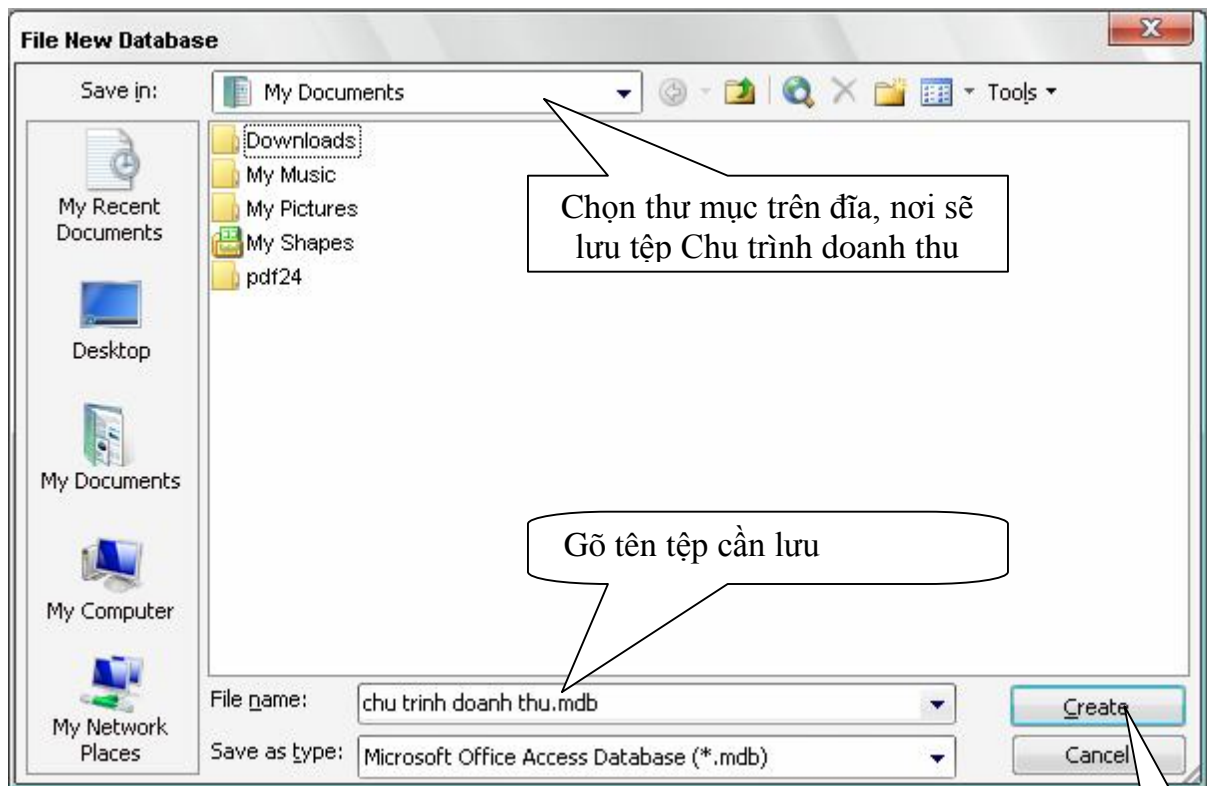 File New Database
Save in:
My Documents
Tools
My Recent
Documents
Desktop
My Documents
My Computer
My Network
Places
Downloads
My Music
My Pictures
My Shapes
pdf24
Chọn thư mục trên đĩa, nơi sẽ
lưu tệp Chu trình doanh thu
Gõ tên tệp cần lưu
File name:
chu trinh doanh thu.mdb
Create
Save as type:
Microsoft Office Access Database (*.mdb)
Cancel